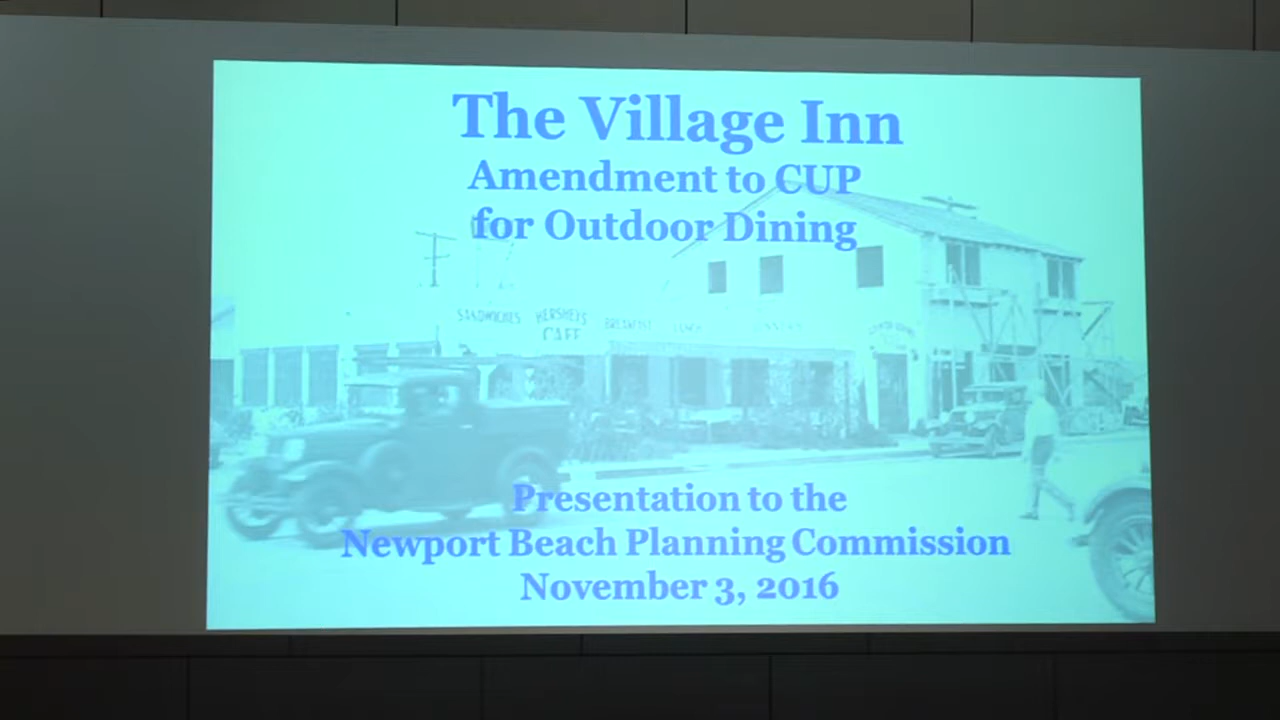 The Village Inn
Amendment to CUP
for Outdoor Dining
SANDWICHES HERSHEY'S CAFE BREAKFAST LUNCH
Presentation to the
Newport Beach Planning Commission
November 3, 2016